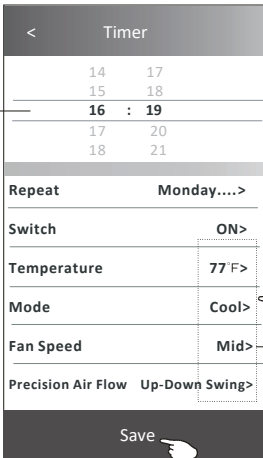 < Timer
14 17
15 18
16 : 19
17 20
18 21
Repeat Monday....>
Switch ON>
Temperature 77°F>
Mode Cool>
Fan Speed Mid>
Precision Air Flow Up-Down Swing>
Save